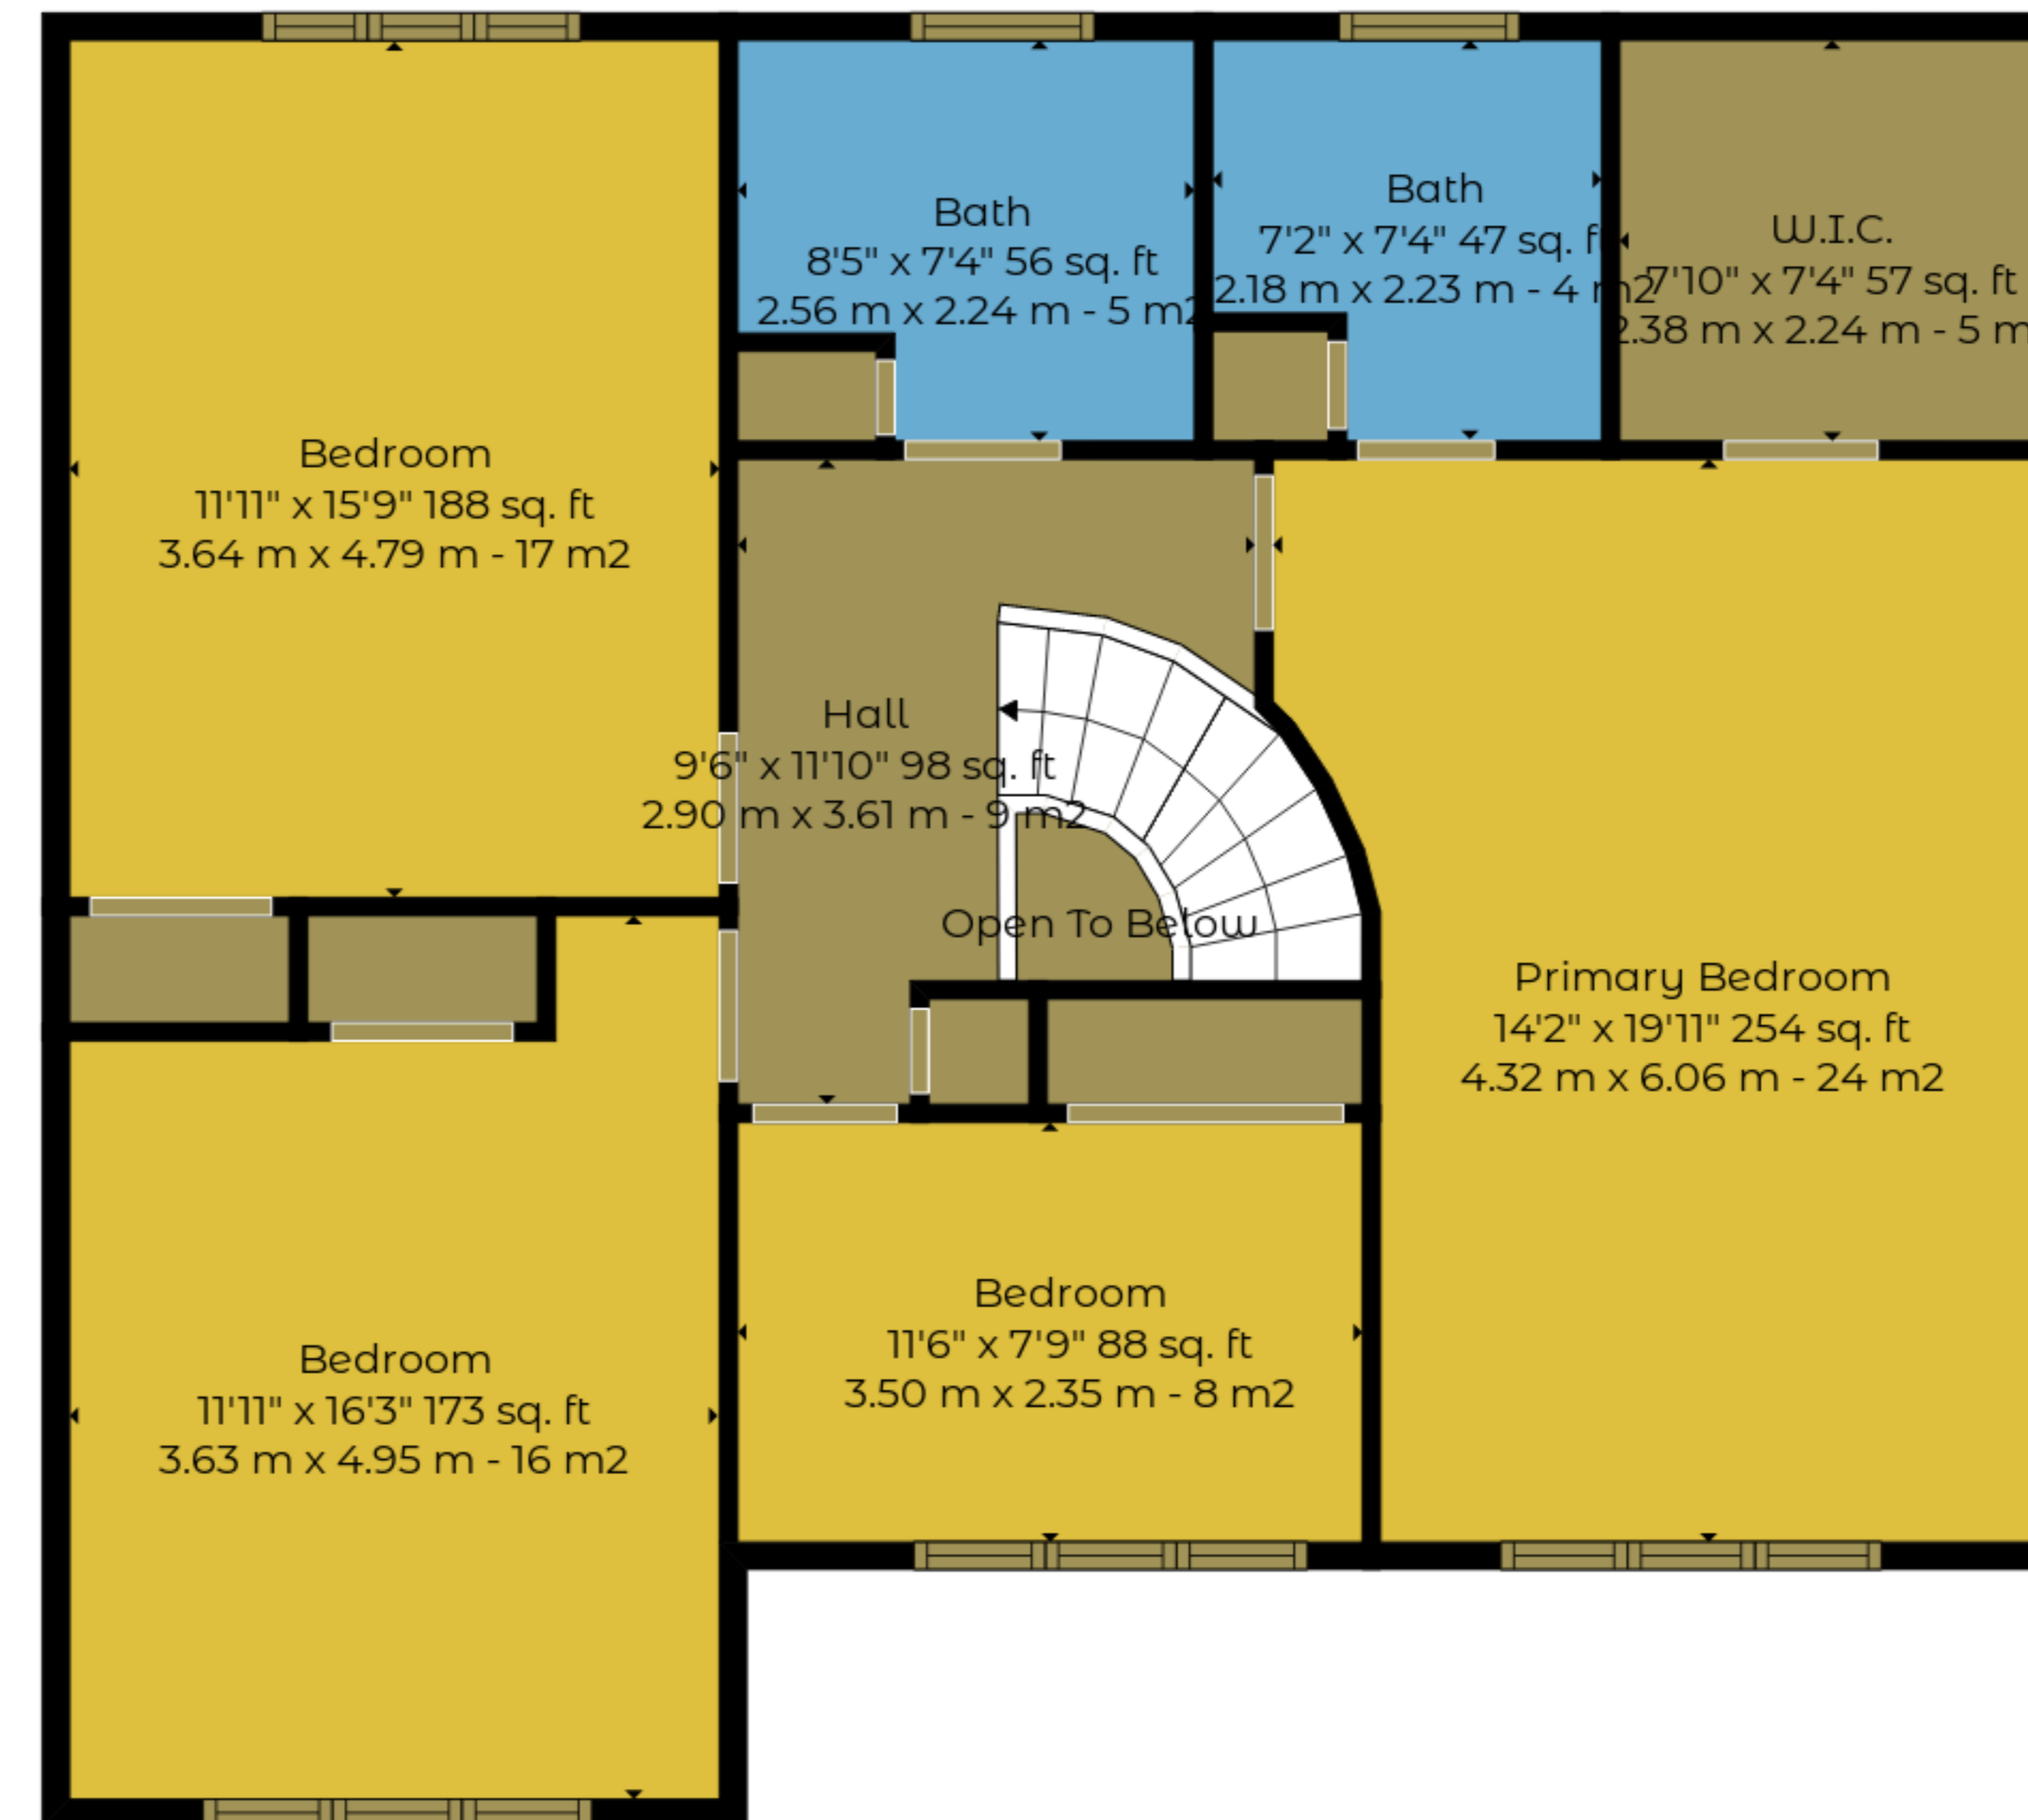 Bath
8'5" x 7'4" 56 sq. ft
2.56 m x 2.24 m - 5 m2
Bath
7'2" x 7'4" 47 sq. ft
2.18 m x 2.23 m - 4 m2
W.I.C.
7'10" x 7'4" 57 sq. ft
2.38 m x 2.24 m - 5 m
Bedroom
11'11" x 15'9" 188 sq. ft
3.64 m x 4.79 m - 17 m2
Hall
9'6" x 11'10" 98 sq. ft
2.90 m x 3.61 m - 9 m2
Open To Below
Primary Bedroom
14'2" x 19'11" 254 sq. ft
4.32 m x 6.06 m - 24 m2
Bedroom
11'6" x 7'9" 88 sq. ft
3.50 m x 2.35 m - 8 m2
Bedroom
11'11" x 16'3" 173 sq. ft
3.63 m x 4.95 m - 16 m2